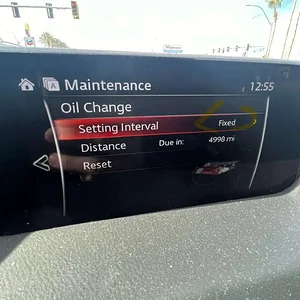 A Maintenance 12:55
Oil Change
Setting Interval Fixed
Distance Due in: 4998 mi
Reset